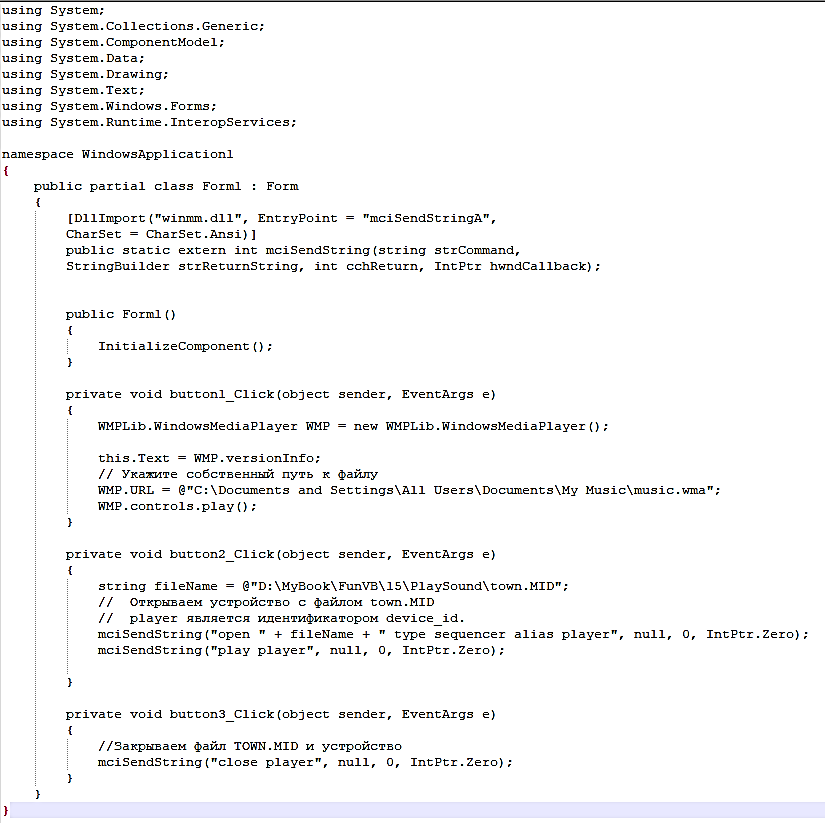 using System;
using System.Collections.Generic;
using System.ComponentModel;
using System.Data;
using System.Drawing;
using System.Text;
using System.Windows.Forms;
using System.Runtime.InteropServices;

namespace WindowsApplication1
{
    public partial class Form1 : Form
    {
        [DllImport("winmm.dll", EntryPoint = "mciSendStringA",
        CharSet = CharSet.Ansi)]
        public static extern int mciSendString(string strCommand,
        StringBuilder strReturnString, int cchReturn, IntPtr hwndCallback);


        public Form1()
        {
            InitializeComponent();
        }

        private void button1_Click(object sender, EventArgs e)
        {
            WMPLib.WindowsMediaPlayer WMP = new WMPLib.WindowsMediaPlayer();

            this.Text = WMP.versionInfo;
            // Укажите собственный путь к файлу
            WMP.URL = @"C:\Documents and Settings\All Users\Documents\My Music\music.wma";
            WMP.controls.play();
        }

        private void button2_Click(object sender, EventArgs e)
        {
            string fileName = @"D:\MyBook\FunVB\15\PlaySound\town.MID";
            //  Открываем устройство с файлом town.MID
            //  player является идентификатором device_id.
            mciSendString("open " + fileName + " type sequencer alias player", null, 0, IntPtr.Zero);
            mciSendString("play player", null, 0, IntPtr.Zero);

        }

        private void button3_Click(object sender, EventArgs e)
        {
            //Закрываем файл TOWN.MID и устройство
            mciSendString("close player", null, 0, IntPtr.Zero);
        }
    }
}